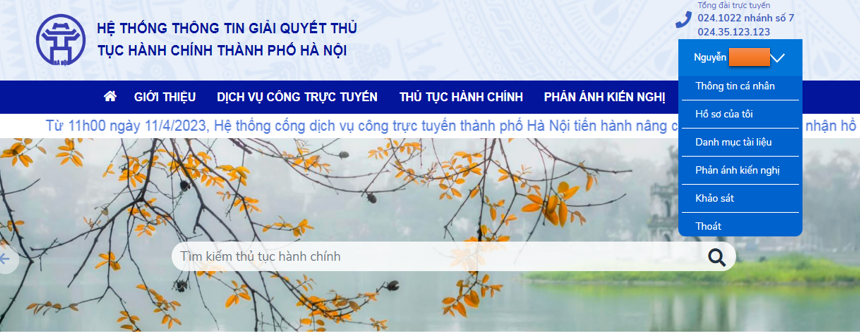 Tổng đài trực tuyến
024.1022 nhánh số 7
024.35.123.123
HỆ THỐNG THÔNG TIN GIẢI QUYẾT THỦ
TỤC HÀNH CHÍNH THÀNH PHỐ HÀ NỘI
HÀ NỘI
Nguyễn
GIỚI THIỆU DỊCH VỤ CÔNG TRỰC TUYẾN THỦ TỤC HÀNH CHÍNH PHẢN ÁNH KIẾN NGHỊ
Thông tin cá nhân
Hồ sơ của tôi
Danh mục tài liệu
Phản ánh kiến nghị
Khảo sát
Thoát
Từ 11h00 ngày 11/4/2023, Hệ thống cổng dịch vụ công trực tuyến thành phố Hà Nội tiến hành nâng c nhận hồ
Tìm kiếm thủ tục hành chính